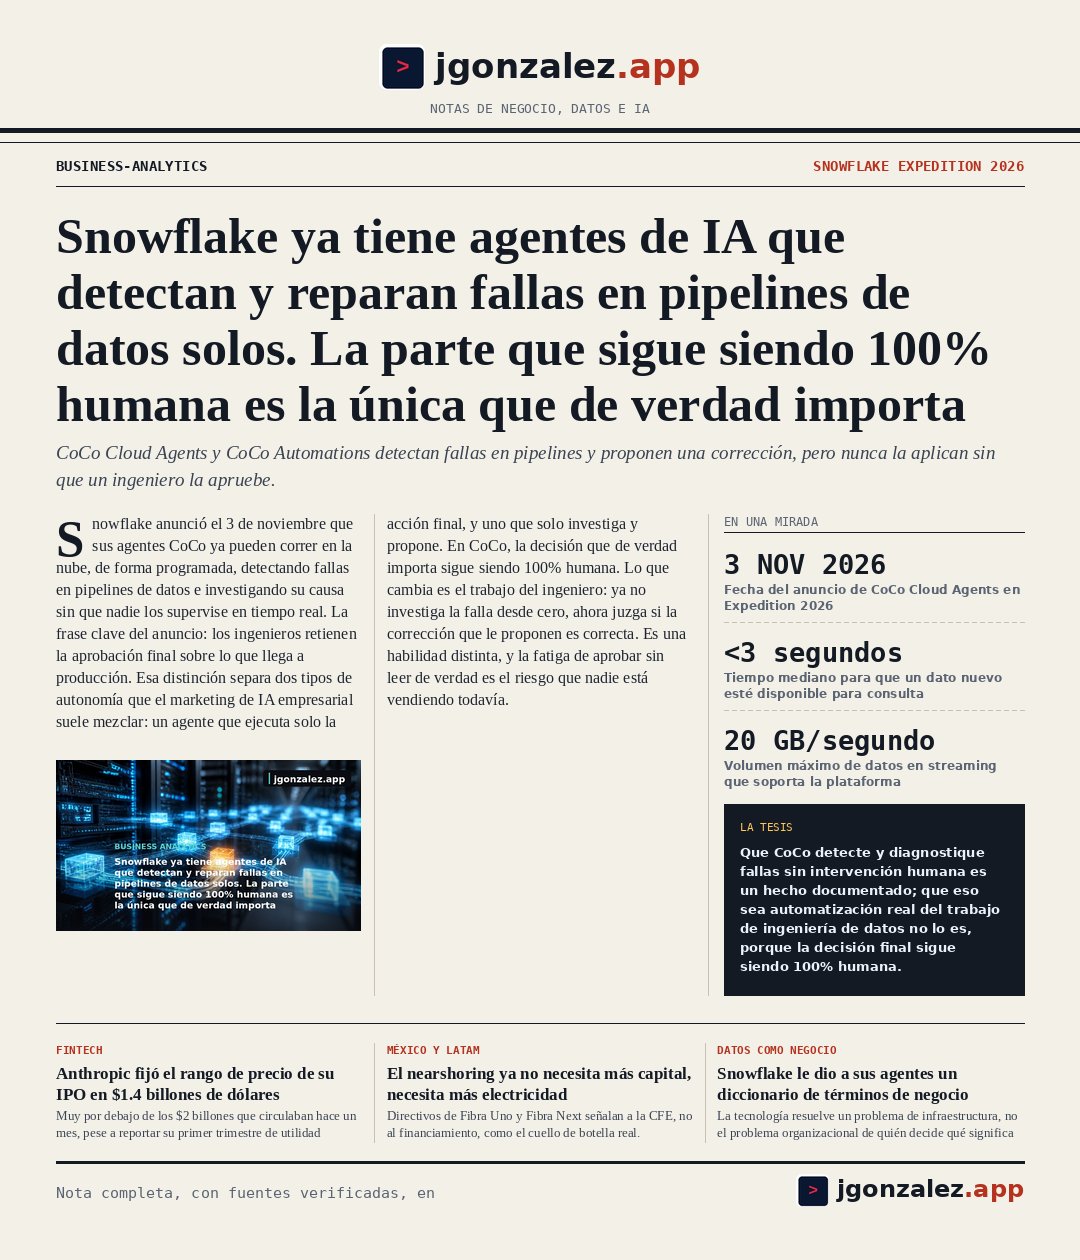 > jgonzalez.app
NOTAS DE NEGOCIO, DATOS E IA
BUSINESS-ANALYTICS
SNOWFLAKE EXPEDITION 2026
Snowflake ya tiene agentes de IA que
detectan y reparan fallas en pipelines de
datos solos. La parte que sigue siendo 100%
humana es la única que de verdad importa
CoCo Cloud Agents y CoCo Automations detectan fallas en pipelines y proponen una corrección, pero nunca la aplican sin
que un ingeniero la apruebe.
Snowflake anunció el 3 de noviembre que
sus agentes CoCo ya pueden correr en la
nube, de forma programada, detectando fallas
en pipelines de datos e investigando su causa
sin que nadie los supervise en tiempo real. La
frase clave del anuncio: los ingenieros retienen
la aprobación final sobre lo que llega a
producción. Esa distinción separa dos tipos de
autonomía que el marketing de IA empresarial
suele mezclar: un agente que ejecuta solo la
jgonzalez.app
BUSINESS ANALYTICS
Snowflake ya tiene agentes de IA
que detectan y reparan fallas en
pipelines de datos solos. La parte
que sigue siendo 100% humana es
la única que de verdad importa
acción final, y uno que solo investiga y
propone. En CoCo, la decisión que de verdad
importa sigue siendo 100% humana. Lo que
cambia es el trabajo del ingeniero: ya no
investiga la falla desde cero, ahora juzga si la
corrección que le proponen es correcta. Es una
habilidad distinta, y la fatiga de aprobar sin
leer de verdad es el riesgo que nadie está
vendiendo todavía.
EN UNA MIRADA
3 NOV 2026
Fecha del anuncio de CoCo Cloud Agents en
Expedition 2026
<3 segundos
Tiempo mediano para que un dato nuevo
esté disponible para consulta
20 GB/segundo
Volumen máximo de datos en streaming
que soporta la plataforma
LA TESIS
Que CoCo detecte y diagnostique
fallas sin intervención humana es
un hecho documentado; que eso
sea automatización real del trabajo
de ingeniería de datos no lo es,
porque la decisión final sigue
siendo 100% humana.
FINTECH
Anthropic fijó el rango de precio de su
IPO en $1.4 billones de dólares
Muy por debajo de los $2 billones que circulaban hace un
mes, pese a reportar su primer trimestre de utilidad
MÉXICO Y LATAM
El nearshoring ya no necesita más capital,
necesita más electricidad
Directivos de Fibra Uno y Fibra Next señalan a la CFE, no
al financiamiento, como el cuello de botella real.
DATOS COMO NEGOCIO
Snowflake le dio a sus agentes un
diccionario de términos de negocio
La tecnología resuelve un problema de infraestructura, no
el problema organizacional de quién decide qué significa
Nota completa, con fuentes verificadas, en
> jgonzalez.app